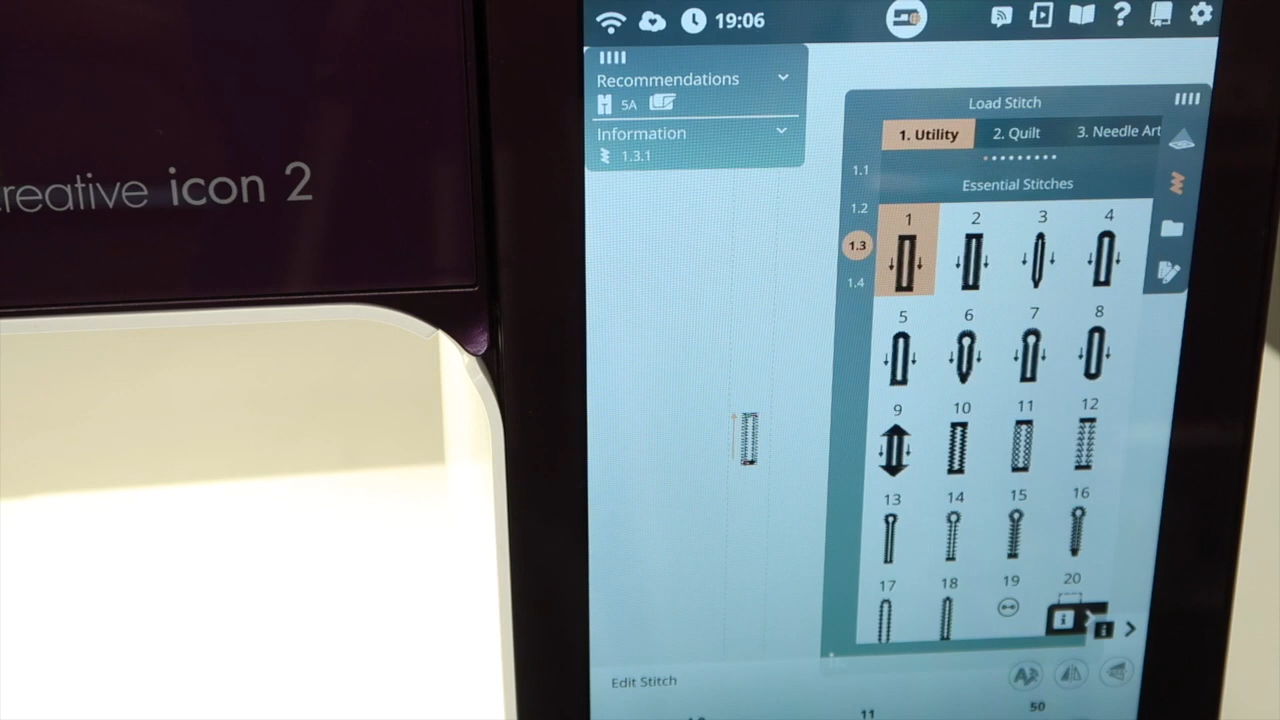 reative icon 2
19:06
Recommendations
5A
Information
1.3.1
Load Stitch
1. Utility 2. Quilt 3. Needle Art
Essential Stitches
1.1
1.2
1.3
1.4
1 2 3 4
5 6 7 8
9 10 11 12
13 14 15 16
17 18 19 20
Edit Stitch
11 50